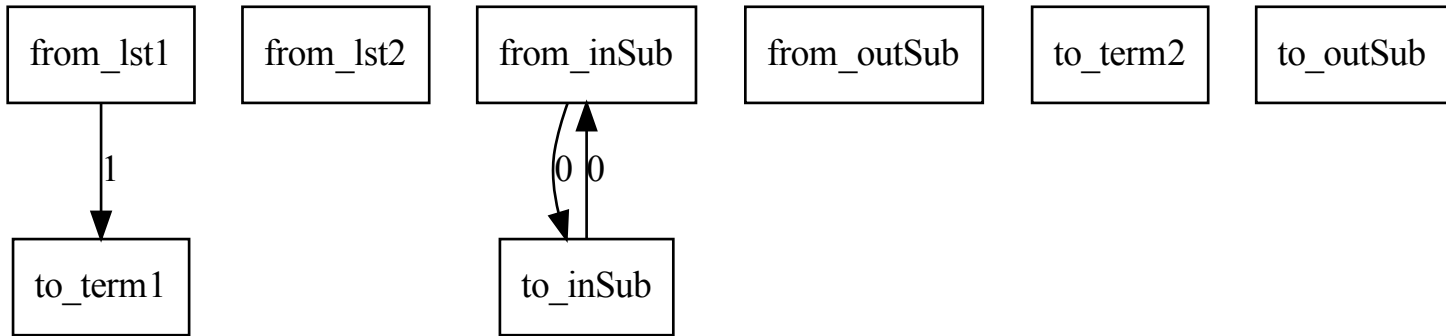 from_lst1
from_lst2
from_inSub
from_outSub
to_term2
to_outSub
1
0
0
to_term1
to_inSub